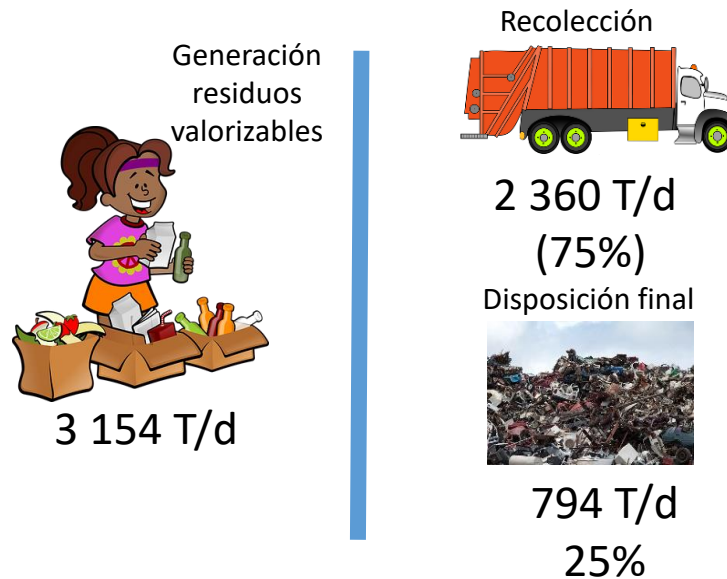 Generación
residuos
valorizables
3 154 T/d
Recolección
2 360 T/d
(75%)
Disposición final
794 T/d
25%